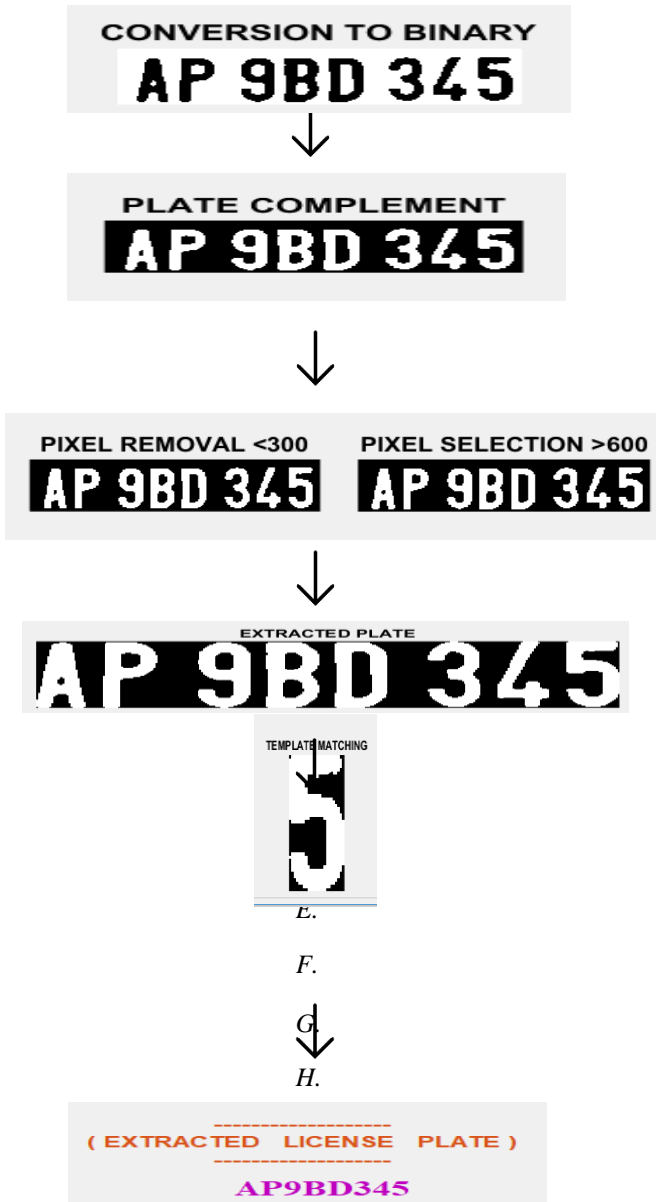 CONVERSION TO BINARY
AP 9BD 345
PLATE COMPLEMENT
AP 9BD 345
PIXEL REMOVAL <300 PIXEL SELECTION >600
AP 9BD 345 AP 9BD 345
EXTRACTED PLATE
AP 9BD 345
TEMPLATE MATCHING
5
E.
F.
G.
H.
-------------------
( EXTRACTED LICENSE PLATE )
-------------------
AP9BD345